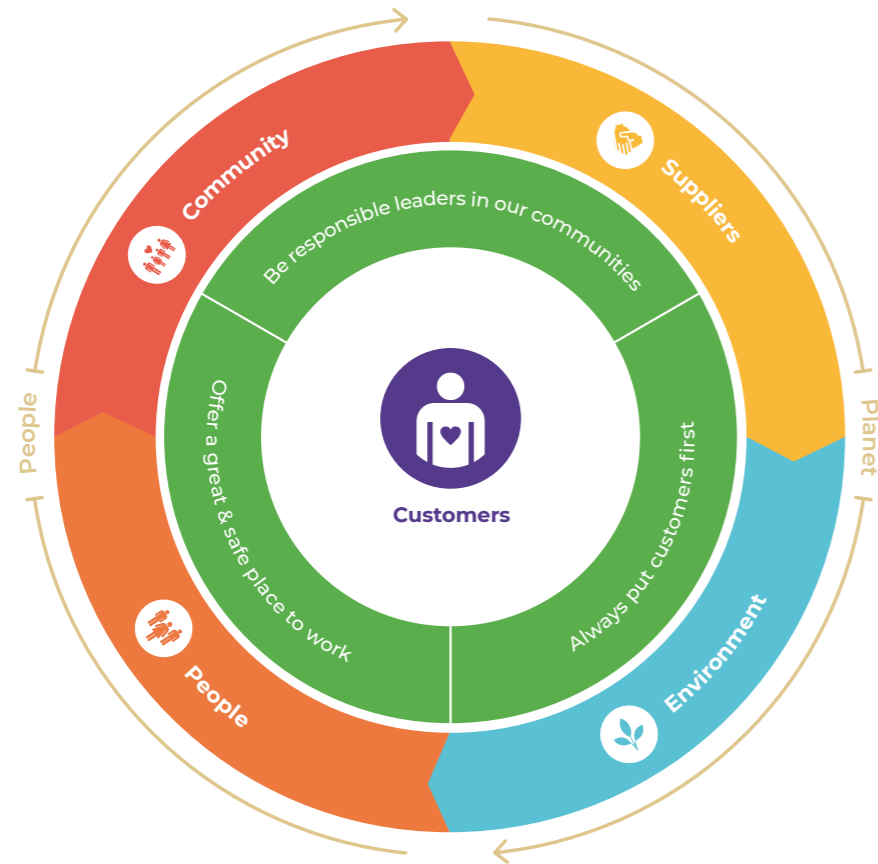 Community
Suppliers
Be responsible leaders in our communities
People
Planet
Offer a great & safe place to work
Customers
Always put customers first
People
Environment